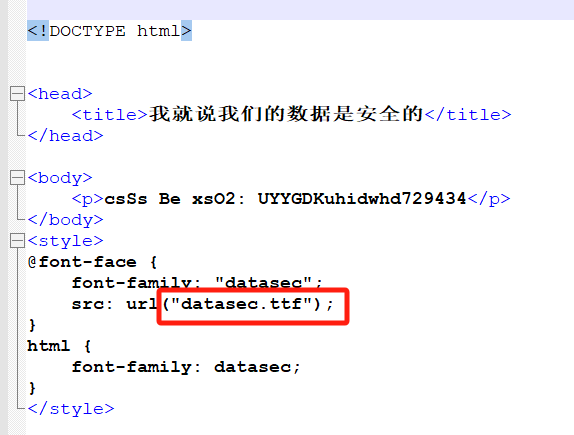 <!DOCTYPE html>
<head>
<title>我就说我们的数据是安全的</title>
</head>
<body>
<p>csSs Be xsO2: UYYGDKuhidwhd729434</p>
</body>
<style>
@font-face {
font-family: "datasec";
src: url("datasec.ttf");
}
html {
font-family: datasec;
}
</style>